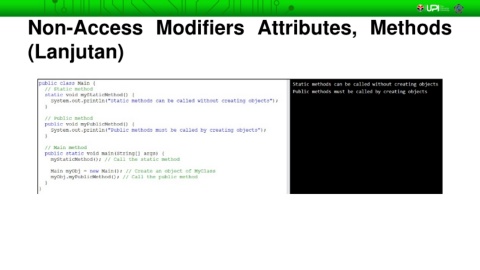 UPI
Non-Access Modifiers Attributes, Methods
(Lanjutan)
public class Main {
// Static method
static void myStaticMethod() {
System.out.println("Static methods can be called without creating objects");
}
// Public method
public void myPublicMethod() {
System.out.println("Public methods must be called by creating objects");
}
// Main method
public static void main(String[] args) {
myStaticMethod(); // Call the static method
Main myObj = new Main(); // Create an object of MyClass
myObj.myPublicMethod(); // Call the public method
}
}
Static methods can be called without creating objects
Public methods must be called by creating objects